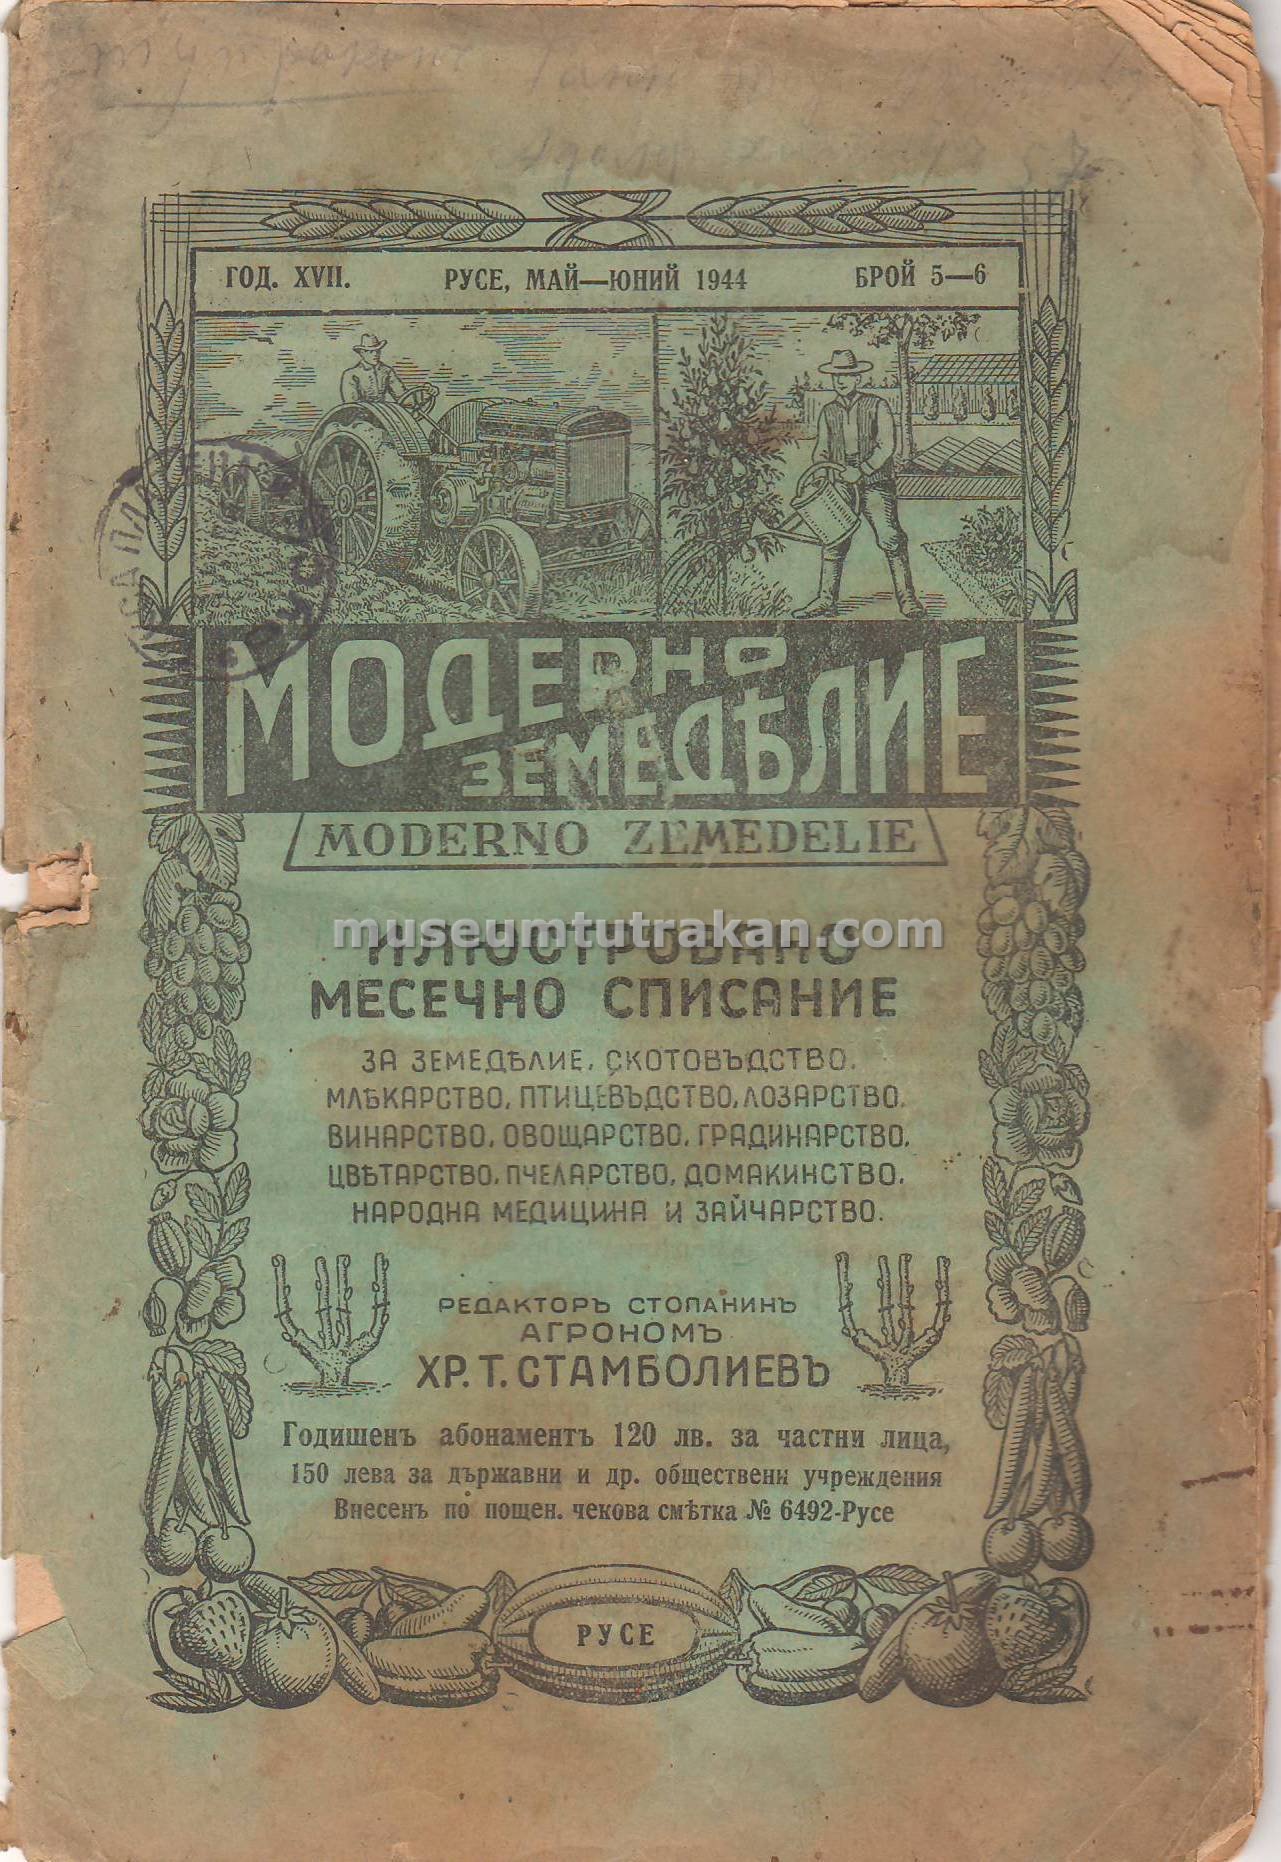 Тутраканъ
ГОД. XVII. РУСЕ, МАЙ—ЮНИЙ 1944 БРОЙ 5—6
МОДЕРНО
ЗЕМЕДѢЛИЕ
MODERNO ZEMEDELIE
museumtutrakan.com
ИЛЮСТРОВАНО
МЕСЕЧНО СПИСАНИЕ
ЗА ЗЕМЕДѢЛИЕ, СКОТОВЪДСТВО,
МЛѢКАРСТВО, ПТИЦЕВЪДСТВО, ЛОЗАРСТВО,
ВИНАРСТВО, ОВОЩАРСТВО, ГРАДИНАРСТВО,
ЦВѢТАРСТВО, ПЧЕЛАРСТВО, ДОМАКИНСТВО,
НАРОДНА МЕДИЦИНА И ЗАЙЧАРСТВО.
РЕДАКТОРЪ СТОПАНИНЪ
АГРОНОМЪ
ХР. Т. СТАМБОЛИЕВЪ
Годишенъ абонаментъ 120 лв. за частни лица,
150 лева за държавни и др. обществени учреждения
Внесенъ по пощен. чекова смѣтка № 6492-Русе
РУСЕ